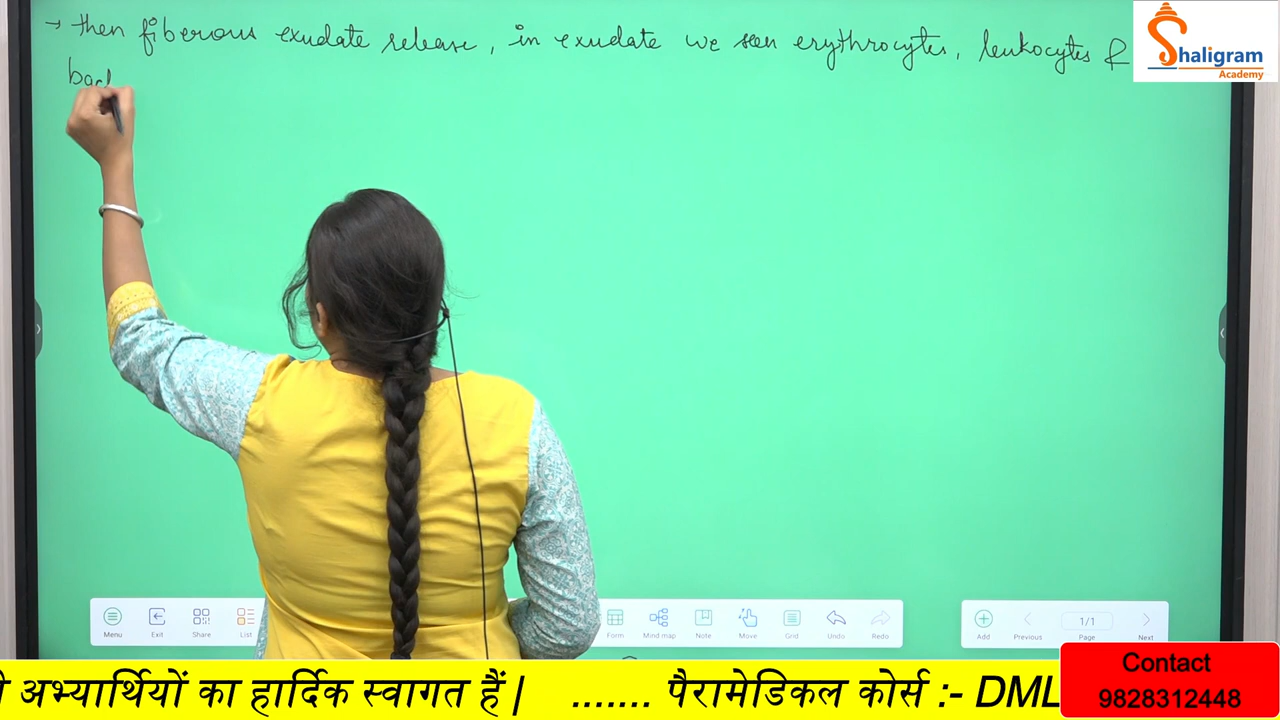 → then fiberous exudate release, in exudate we seen erythrocytes, leukocytes &
bact
Shaligram
Academy
Menu
Exit
Share
List
Form
Mind map
Note
Move
Grid
Undo
Redo
Add
Previous
1/1
Page
Next
अभ्यार्थियों का हार्दिक स्वागत हैं | ....... पैरामेडिकल कोर्स :- DML
Contact
9828312448